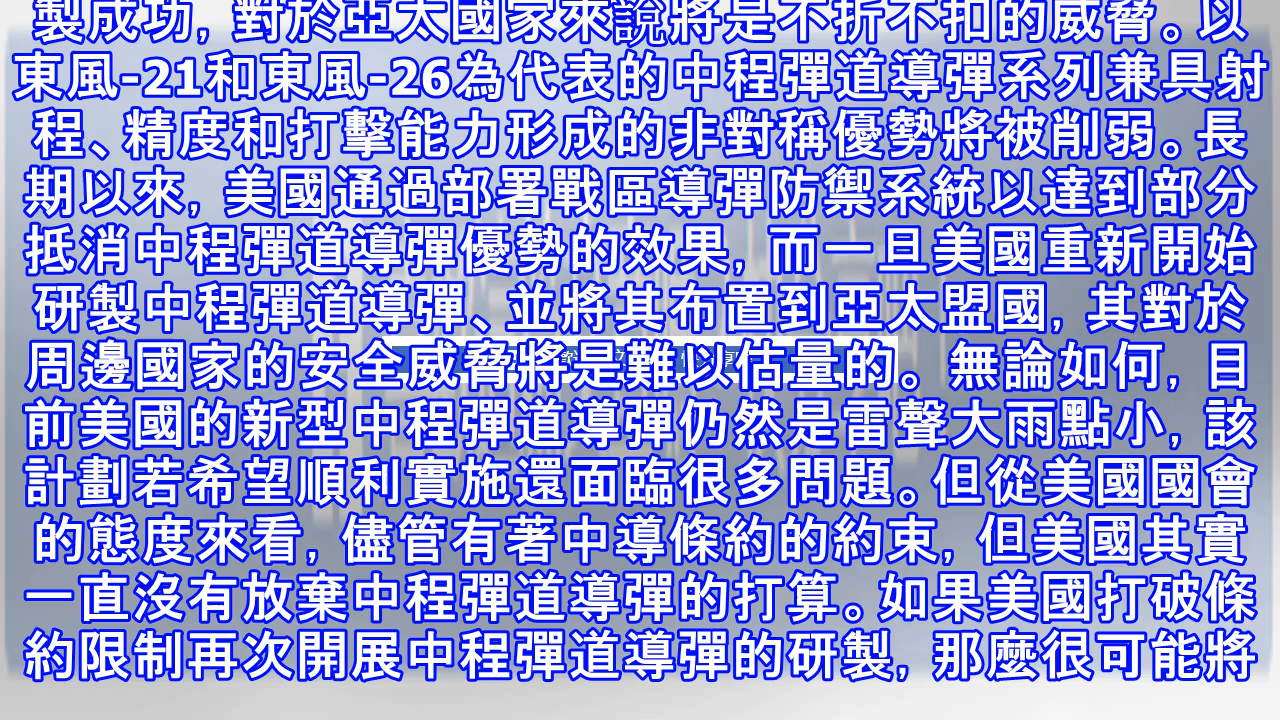 製成功, 對於亞太國家來說將是不折不扣的威脅。以
東風-21和東風-26為代表的中程彈道導彈系列兼具射
程、精度和打擊能力形成的非對稱優勢將被削弱。長
期以來, 美國通過部署戰區導彈防禦系統以達到部分
抵消中程彈道導彈優勢的效果, 而一旦美國重新開始
研製中程彈道導彈、並將其布置到亞太盟國, 其對於
周邊國家的安全威脅將是難以估量的。無論如何, 目
前美國的新型中程彈道導彈仍然是雷聲大雨點小, 該
計劃若希望順利實施還面臨很多問題。但從美國國會
的態度來看, 儘管有著中導條約的約束, 但美國其實
一直沒有放棄中程彈道導彈的打算。如果美國打破條
約限制再次開展中程彈道導彈的研製, 那麼很可能將